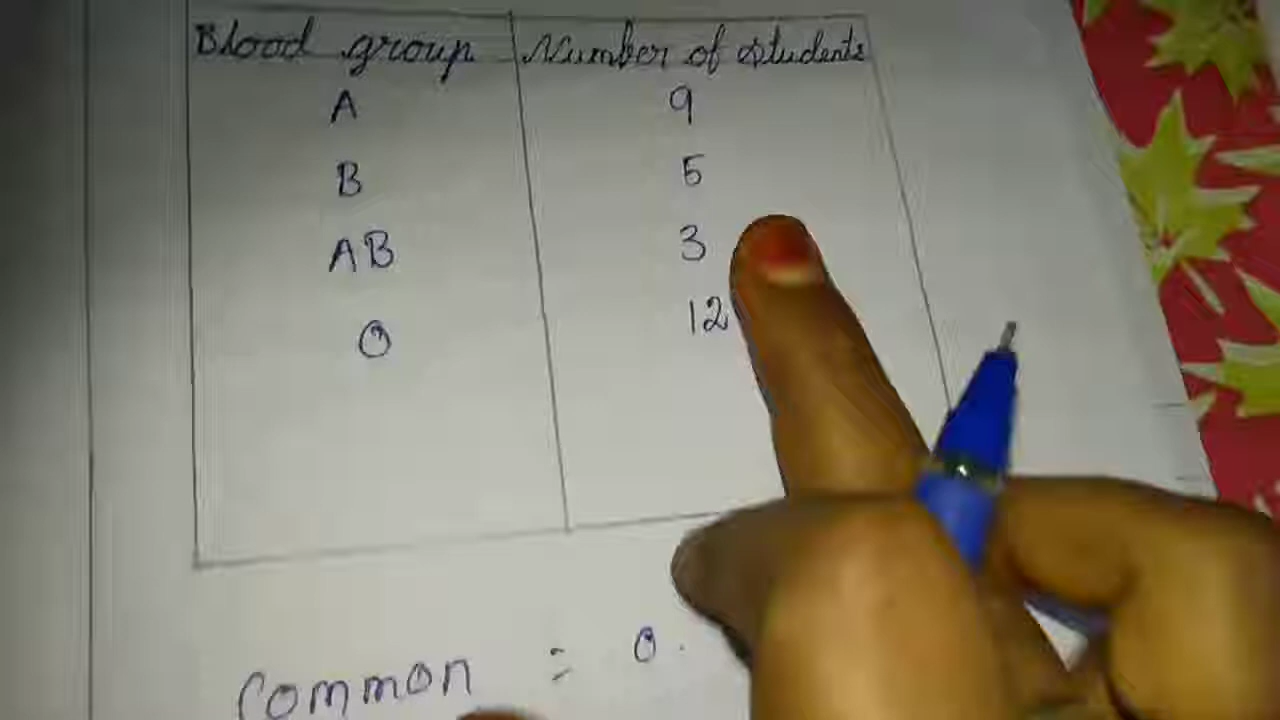 Blood group Number of students
A 9
B 5
AB 3
O 12
Common = O.